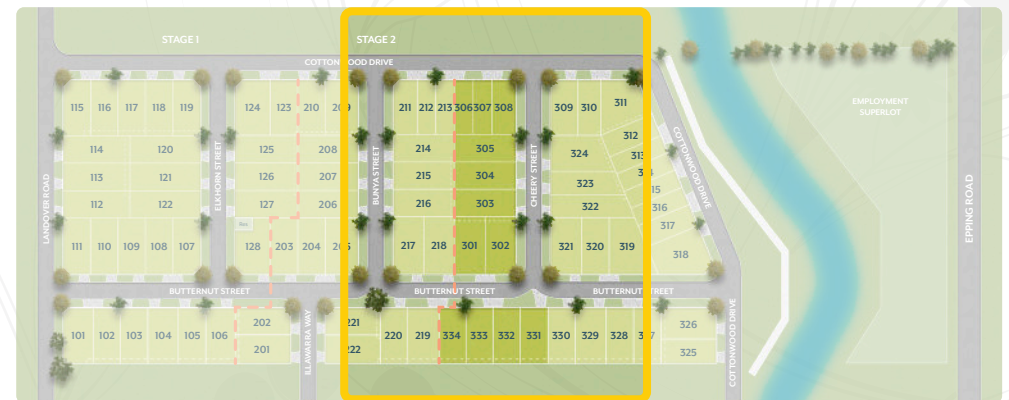 STAGE 1
STAGE 2
COTTONWOOD DRIVE
115 116 117 118 119
124 123 210 209
211 212 213 306 307 308
309 310 311
EMPLOYMENT
SUPERLOT
114 120
125 208
214 305
324 312
313
113 121
126 207
215 304
323 314
315
112 122
127 206
216 303
322 316
317
111 110 109 108 107
128 203 204 205
217 218 301 302
321 320 319 318
LANDOVER ROAD
ELKHORN STREET
BUNYA STREET
CHEERY STREET
COTTONWOOD DRIVE
EPPING ROAD
BUTTERNUT STREET
BUTTERNUT STREET
BUTTERNUT STREET
101 102 103 104 105 106
202
201
ILLAWARRA WAY
221
222
220 219 334 333 332 331 330 329 328 327
326
325
COTTONWOOD DRIVE